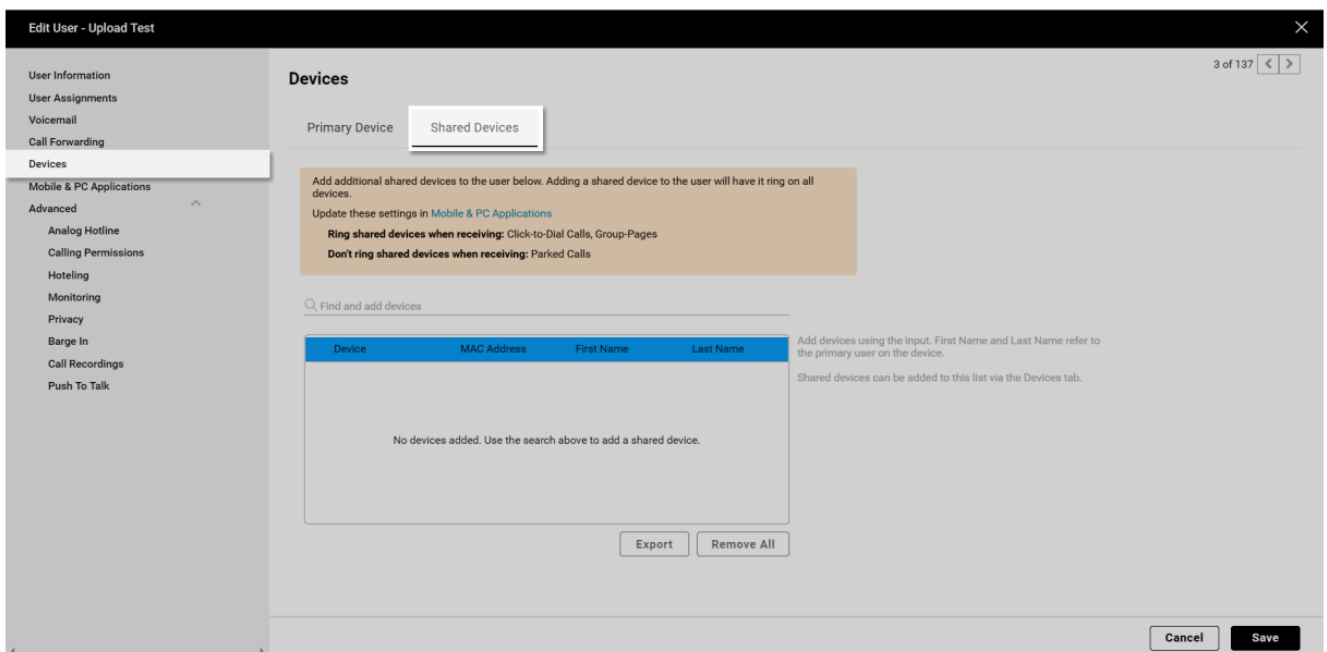 Edit User - Upload Test
3 of 137
User Information
User Assignments
Voicemail
Call Forwarding
Devices
Mobile & PC Applications
Advanced
Analog Hotline
Calling Permissions
Hoteling
Monitoring
Privacy
Barge In
Call Recordings
Push To Talk
Devices
Primary Device
Shared Devices
Add additional shared devices to the user below. Adding a shared device to the user will have it ring on all
devices.
Update these settings in Mobile & PC Applications
Ring shared devices when receiving: Click-to-Dial Calls, Group-Pages
Don't ring shared devices when receiving: Parked Calls
Find and add devices
Device MAC Address First Name Last Name
No devices added. Use the search above to add a shared device.
Add devices using the input. First Name and Last Name refer to
the primary user on the device.
Shared devices can be added to this list via the Devices tab.
Export
Remove All
Cancel
Save